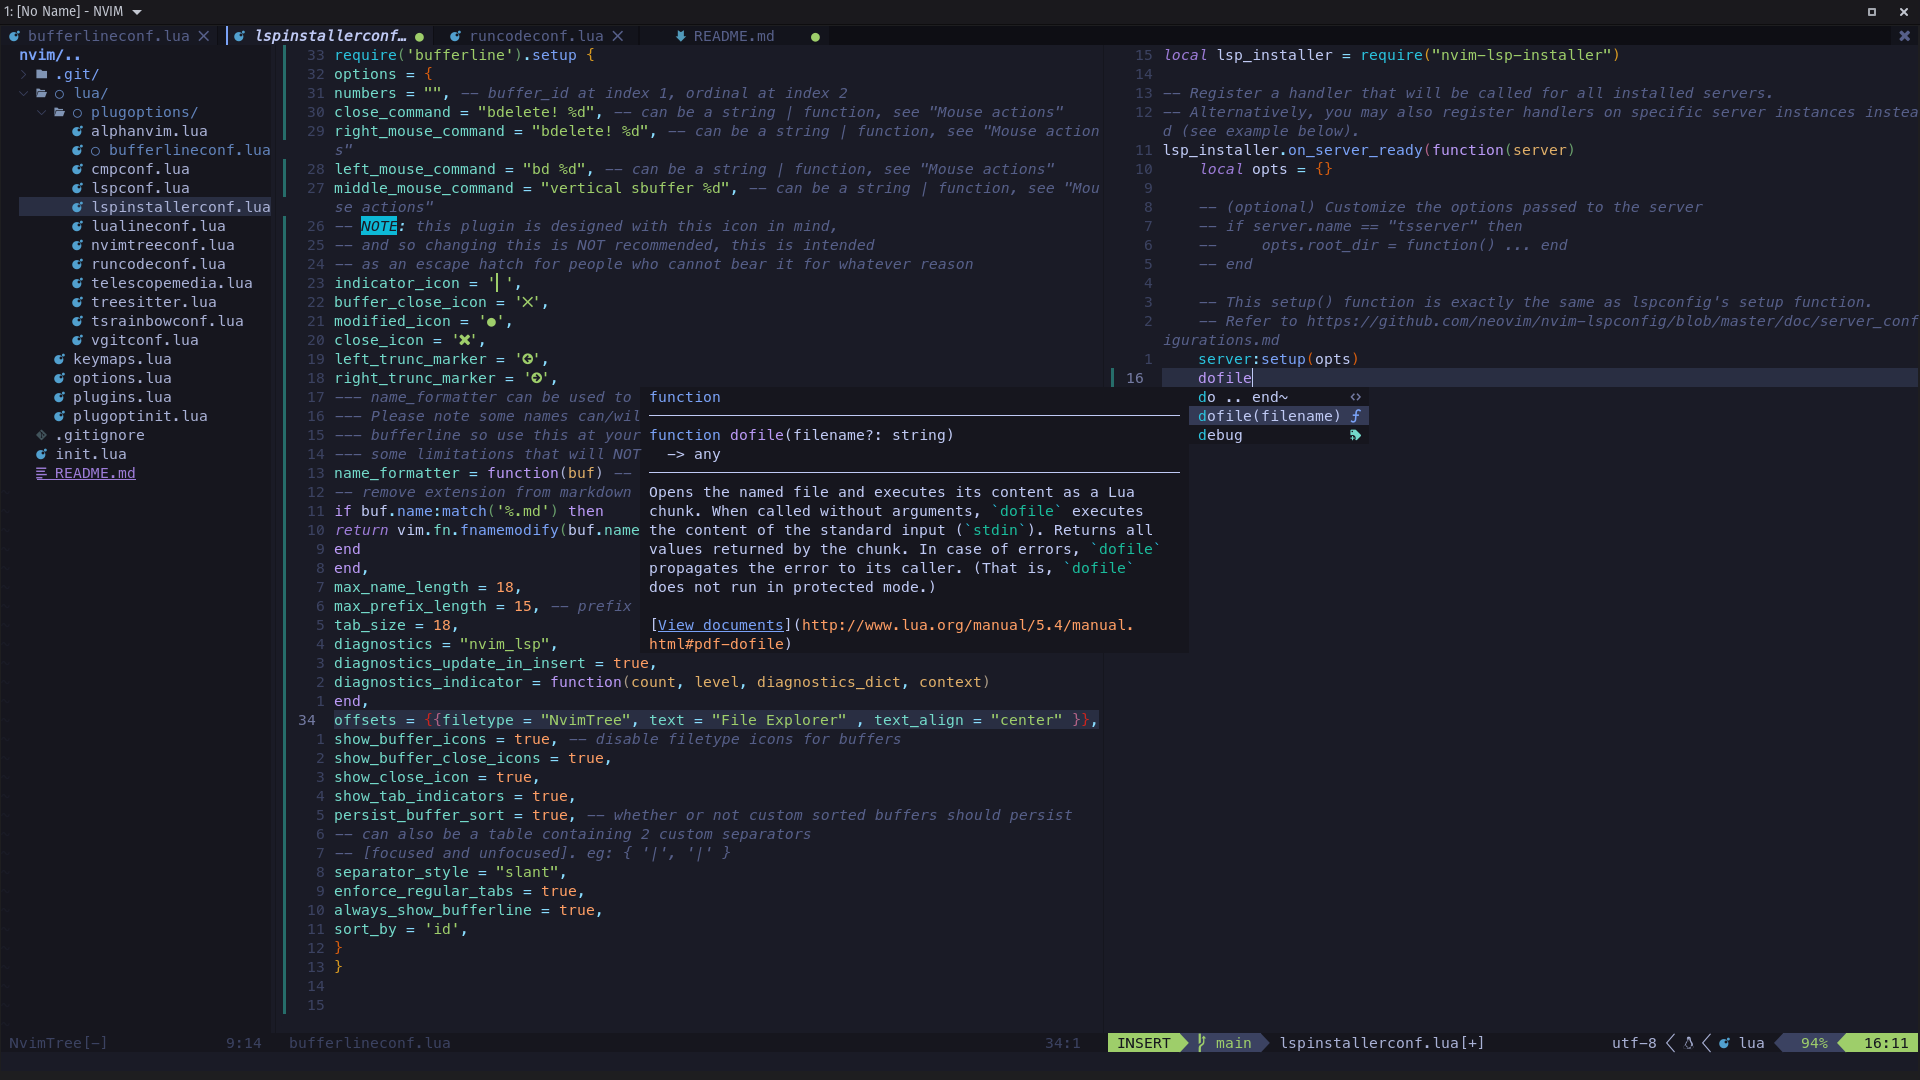 1: [No Name] - NVIM
bufferlineconf.lua
lspinstallerconf…
runcodeconf.lua
README.md
nvim/..
.git/
lua/
plugoptions/
alphanvim.lua
bufferlineconf.lua
cmpconf.lua
lspconf.lua
lspinstallerconf.lua
lualineconf.lua
nvimtreeconf.lua
runcodeconf.lua
telescopemedia.lua
treesitter.lua
tsrainbowconf.lua
vgitconf.lua
keymaps.lua
options.lua
plugins.lua
plugoptinit.lua
.gitignore
init.lua
README.md
33 require('bufferline').setup {
32 options = {
31 numbers = "", -- buffer_id at index 1, ordinal at index 2
30 close_command = "bdelete! %d", -- can be a string | function, see "Mouse actions"
29 right_mouse_command = "bdelete! %d", -- can be a string | function, see "Mouse action
s"
28 left_mouse_command = "bd %d", -- can be a string | function, see "Mouse actions"
27 middle_mouse_command = "vertical sbuffer %d", -- can be a string | function, see "Mou
se actions"
26 -- NOTE: this plugin is designed with this icon in mind,
25 -- and so changing this is NOT recommended, this is intended
24 -- as an escape hatch for people who cannot bear it for whatever reason
23 indicator_icon = '▎',
22 buffer_close_icon = '✕',
21 modified_icon = '●',
20 close_icon = '✖',
19 left_trunc_marker = '',
18 right_trunc_marker = '',
17 --- name_formatter can be used to
16 --- Please note some names can/wil
15 --- bufferline so use this at your
14 --- some limitations that will NOT
13 name_formatter = function(buf) --
12 -- remove extension from markdown
11 if buf.name:match('%.md') then
10 return vim.fn.fnamemodify(buf.name
9 end
8 end,
7 max_name_length = 18,
6 max_prefix_length = 15, -- prefix
5 tab_size = 18,
4 diagnostics = "nvim_lsp",
3 diagnostics_update_in_insert = true,
2 diagnostics_indicator = function(count, level, diagnostics_dict, context)
1 end,
34 offsets = {{filetype = "NvimTree", text = "File Explorer" , text_align = "center" }},
1 show_buffer_icons = true, -- disable filetype icons for buffers
2 show_buffer_close_icons = true,
3 show_close_icon = true,
4 show_tab_indicators = true,
5 persist_buffer_sort = true, -- whether or not custom sorted buffers should persist
6 -- can also be a table containing 2 custom separators
7 -- [focused and unfocused]. eg: { '|', '|' }
8 separator_style = "slant",
9 enforce_regular_tabs = true,
10 always_show_bufferline = true,
11 sort_by = 'id',
12 }
13 }
14
15
function
function dofile(filename?: string)
-> any
Opens the named file and executes its content as a Lua
chunk. When called without arguments, `dofile` executes
the content of the standard input (`stdin`). Returns all
values returned by the chunk. In case of errors, `dofile`
propagates the error to its caller. (That is, `dofile`
does not run in protected mode.)
[View documents](http://www.lua.org/manual/5.4/manual.
html#pdf-dofile)
15 local lsp_installer = require("nvim-lsp-installer")
14
13 -- Register a handler that will be called for all installed servers.
12 -- Alternatively, you may also register handlers on specific server instances instea
d (see example below).
11 lsp_installer.on_server_ready(function(server)
10 local opts = {}
9
8 -- (optional) Customize the options passed to the server
7 -- if server.name == "tsserver" then
6 -- opts.root_dir = function() ... end
5 -- end
4
3 -- This setup() function is exactly the same as lspconfig's setup function.
2 -- Refer to https://github.com/neovim/nvim-lspconfig/blob/master/doc/server_conf
igurations.md
1 server:setup(opts)
16 dofile
do .. end~
dofile(filename)
debug
NvimTree[-] 9:14
bufferlineconf.lua 34:1
INSERT main lspinstallerconf.lua[+] utf-8 lua 94% 16:11